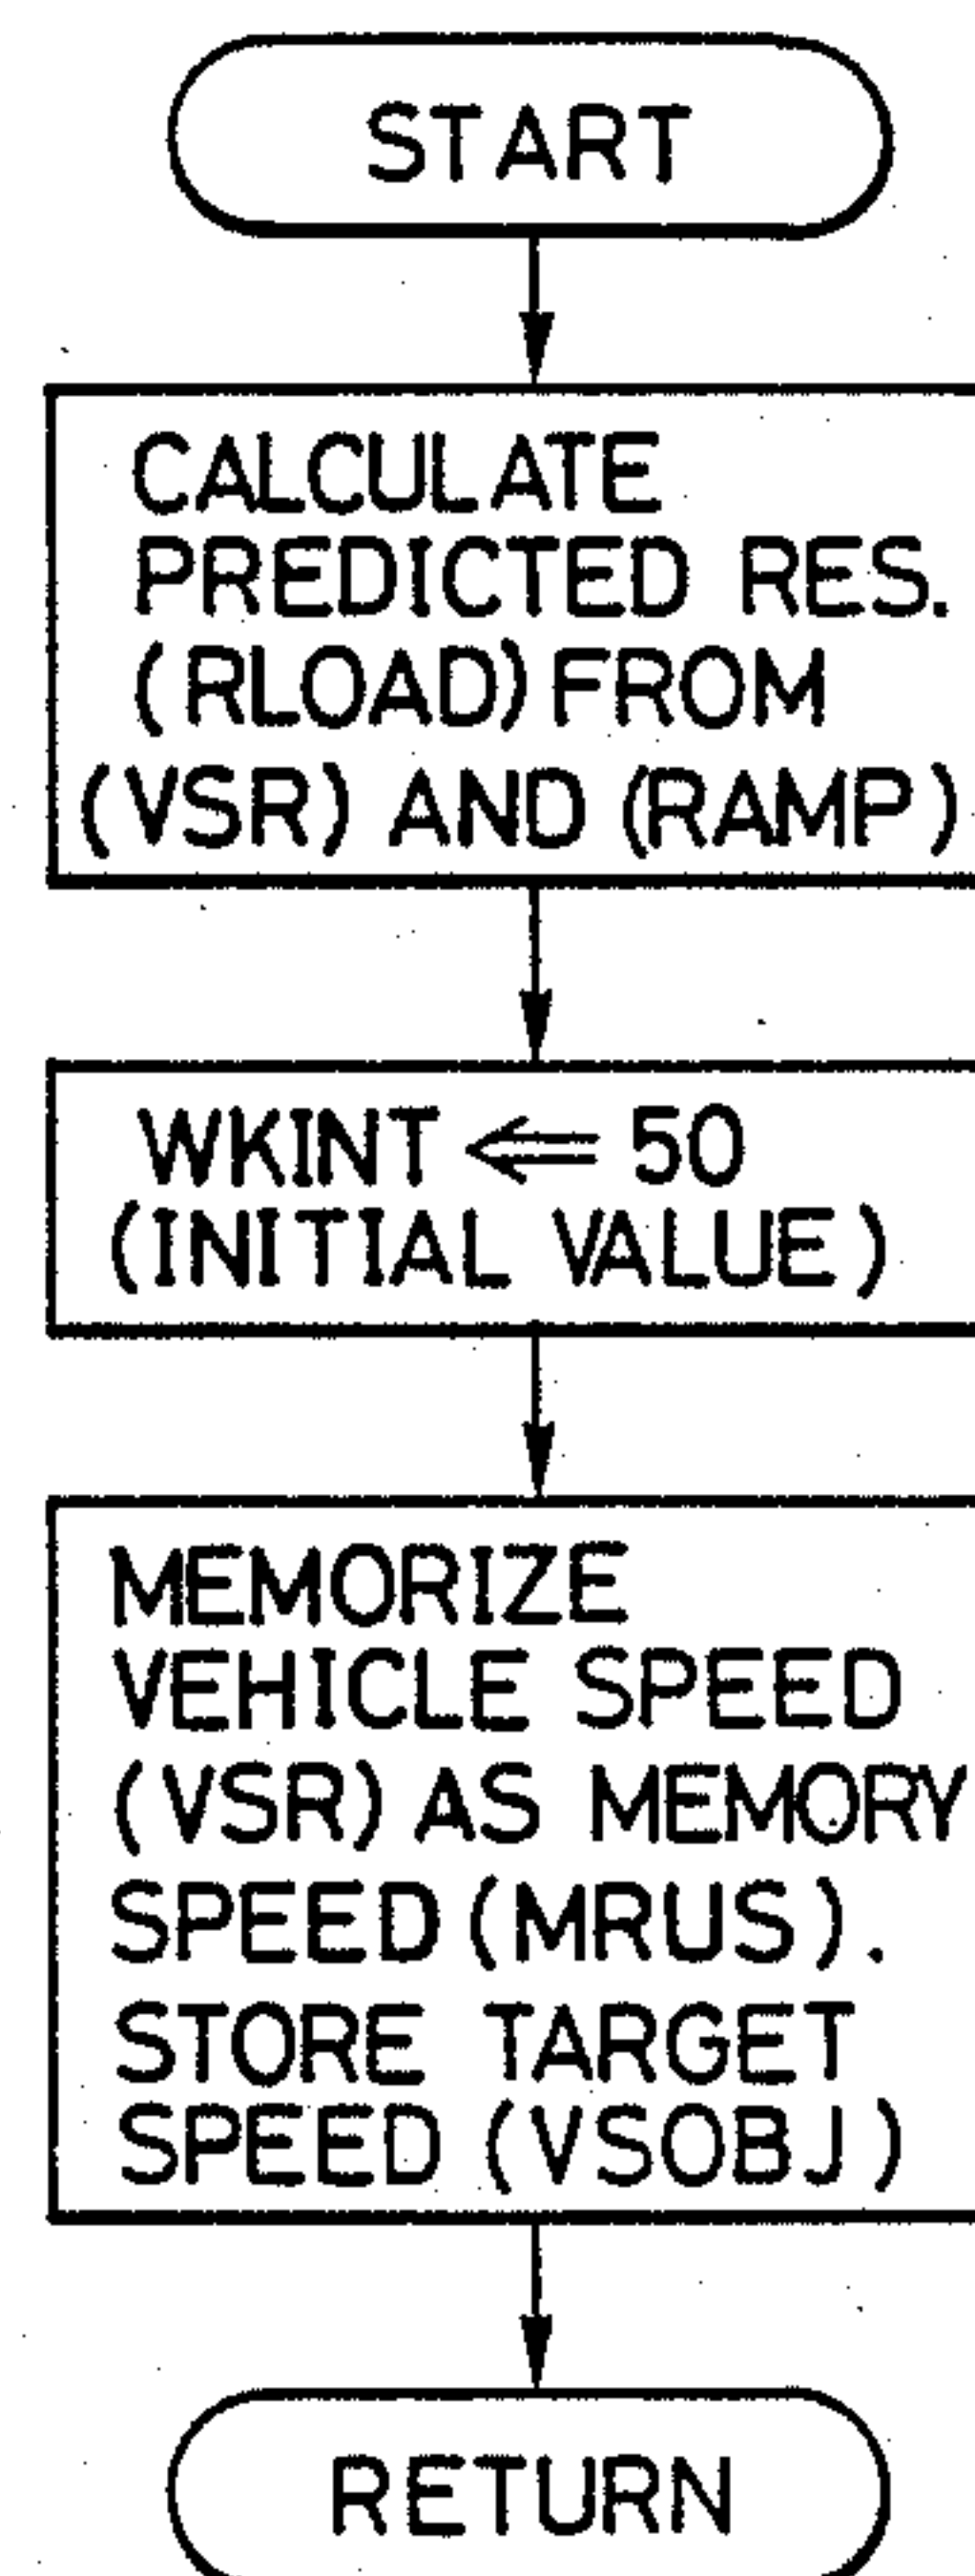 START
CALCULATE
PREDICTED RES.
(RLOAD) FROM
(VSR) AND (RAMP)
WKINT ⇐ 50
(INITIAL VALUE)
MEMORIZE
VEHICLE SPEED
(VSR) AS MEMORY
SPEED (MRUS).
STORE TARGET
SPEED (VSOBJ)
RETURN